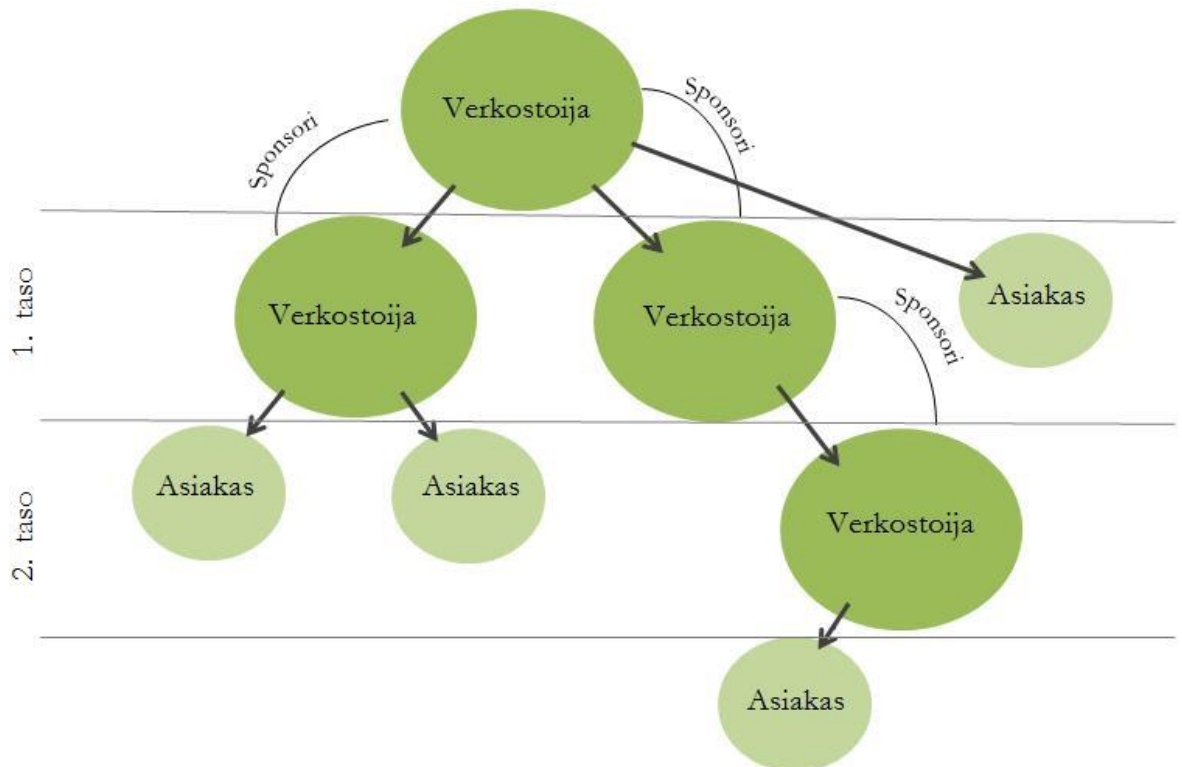 Verkostoija
Sponsori
Sponsori
1. taso
Verkostoija
Verkostoija
Asiakas
Sponsori
2. taso
Asiakas
Asiakas
Verkostoija
Asiakas